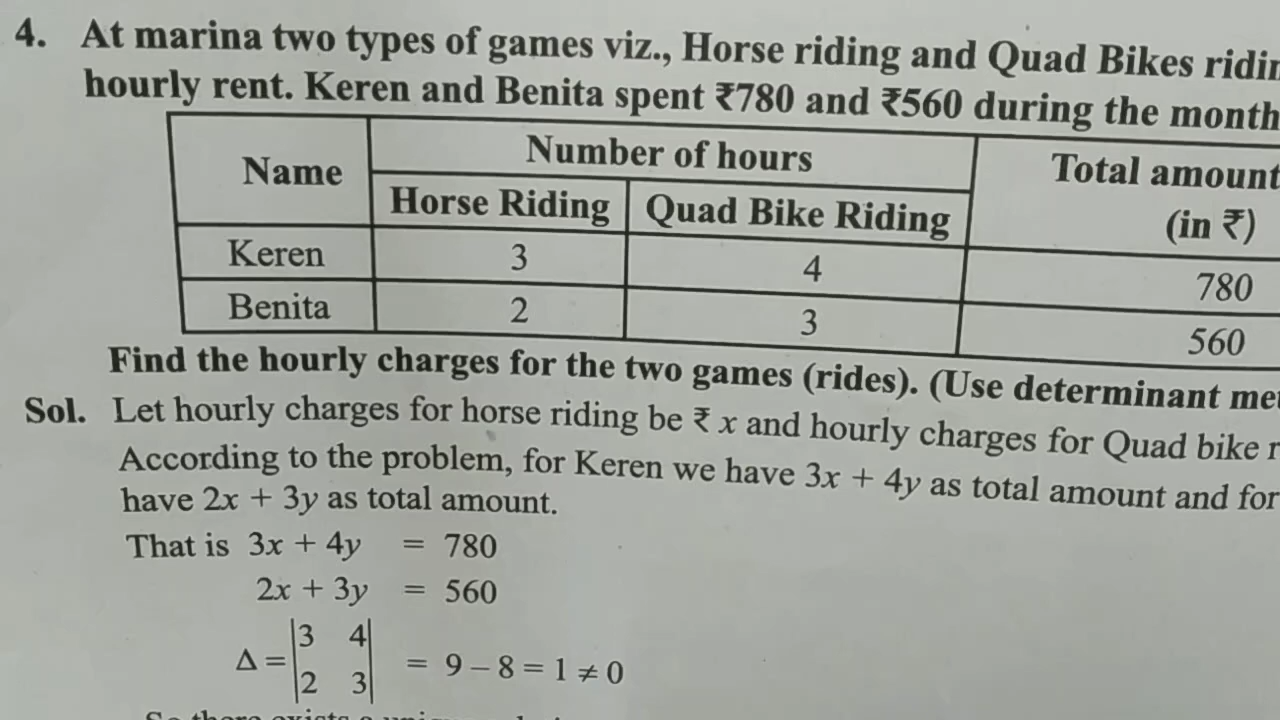 4. At marina two types of games viz., Horse riding and Quad Bikes
hourly rent. Keren and Benita spent ₹780 and ₹560 during the month
Name Number of hours Total amount
Horse Riding Quad Bike Riding (in ₹)
Keren 3 4 780
Benita 2 3 560
Find the hourly charges for the two games (rides). (Use determinant
Sol. Let hourly charges for horse riding be ₹ x and hourly charges for Quad bike
According to the problem, for Keren we have 3x + 4y as total amount and for
have 2x + 3y as total amount.
That is 3x + 4y = 780
2x + 3y = 560
Δ = |3 4| = 9 – 8 = 1 ≠ 0
|2 3|